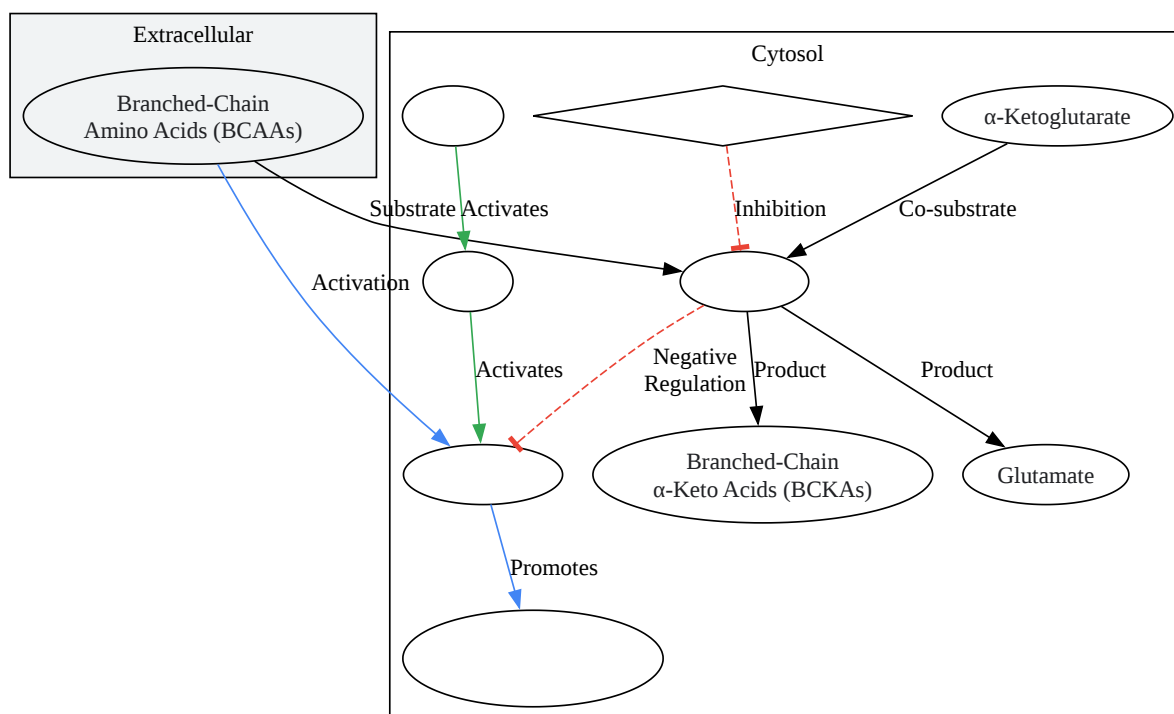 Extracellular
Cytosol
Branched-Chain
Amino Acids (BCAAs)
α-Ketoglutarate
Substrate
Activates
Inhibition
Co-substrate
Activation
Activates
Negative
Regulation
Product
Product
Branched-Chain
α-Keto Acids (BCKAs)
Glutamate
Promotes